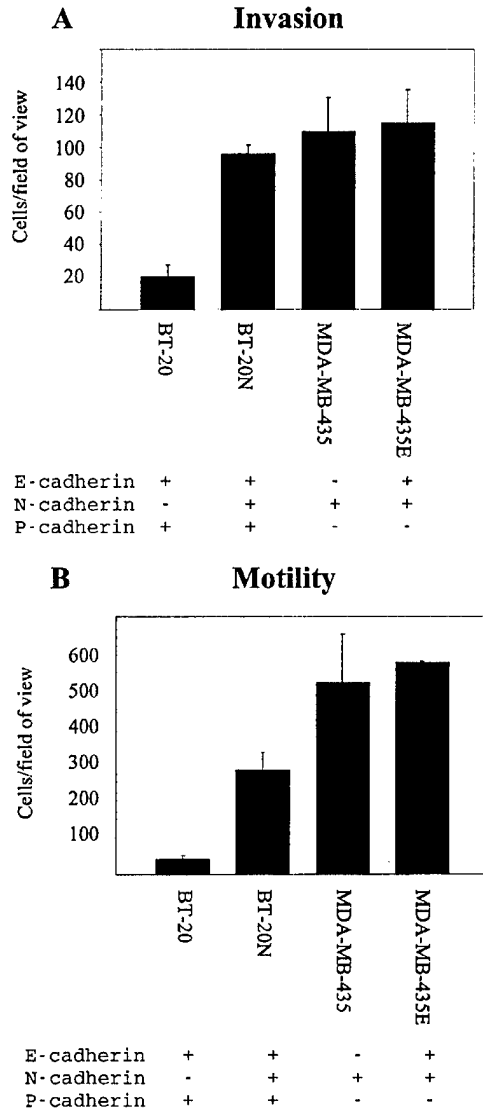 A Invasion
Cells/field of view
140
120
100
80
60
40
20
BT-20
BT-20N
MDA-MB-435
MDA-MB-435E
E-cadherin + + - +
N-cadherin - + + +
P-cadherin + + - -
B Motility
Cells/field of view
600
500
400
300
200
100
BT-20
BT-20N
MDA-MB-435
MDA-MB-435E
E-cadherin + + - +
N-cadherin - + + +
P-cadherin + + - -